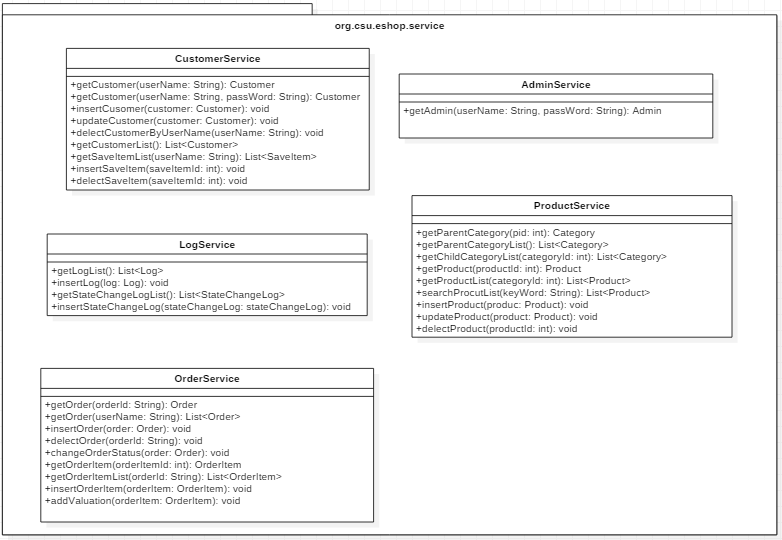 org.csu.eshop.service
CustomerService
+getCustomer(userName: String): Customer
+getCustomer(userName: String, passWord: String): Customer
+insertCusomer(customer: Customer): void
+updateCustomer(customer: Customer): void
+delectCustomerByUserName(userName: String): void
+getCustomerList(): List<Customer>
+getSaveItemList(userName: String): List<SaveItem>
+insertSaveItem(saveItemId: int): void
+delectSaveItem(saveItemId: int): void
AdminService
+getAdmin(userName: String, passWord: String): Admin
ProductService
+getParentCategory(pid: int): Category
+getParentCategoryList(): List<Category>
+getChildCategoryList(categoryId: int): List<Category>
+getProduct(productId: int): Product
+getProductList(categoryId: int): List<Product>
+searchProcutList(keyWord: String): List<Product>
+insertProduct(produc: Product): void
+updateProduct(product: Product): void
+delectProduct(productId: int): void
LogService
+getLogList(): List<Log>
+insertLog(log: Log): void
+getStateChangeLogList(): List<StateChangeLog>
+insertStateChangeLog(stateChangeLog: stateChangeLog): void
OrderService
+getOrder(orderId: String): Order
+getOrder(userName: String): List<Order>
+insertOrder(order: Order): void
+delectOrder(orderId: String): void
+changeOrderStatus(order: Order): void
+getOrderItem(orderItemId: int): OrderItem
+getOrderItemList(orderId: String): List<OrderItem>
+insertOrderItem(orderItem: OrderItem): void
+addValuation(orderItem: OrderItem): void